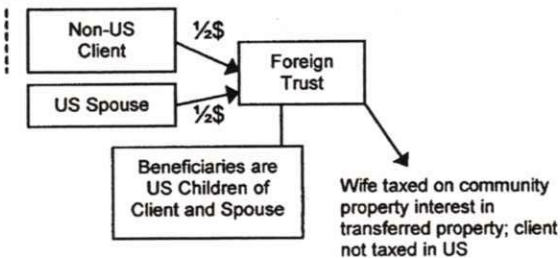 Non-US
Client
½$
Foreign
Trust
US Spouse
½$
Beneficiaries are
US Children of
Client and Spouse
Wife taxed on community
property interest in
transferred property; client
not taxed in US